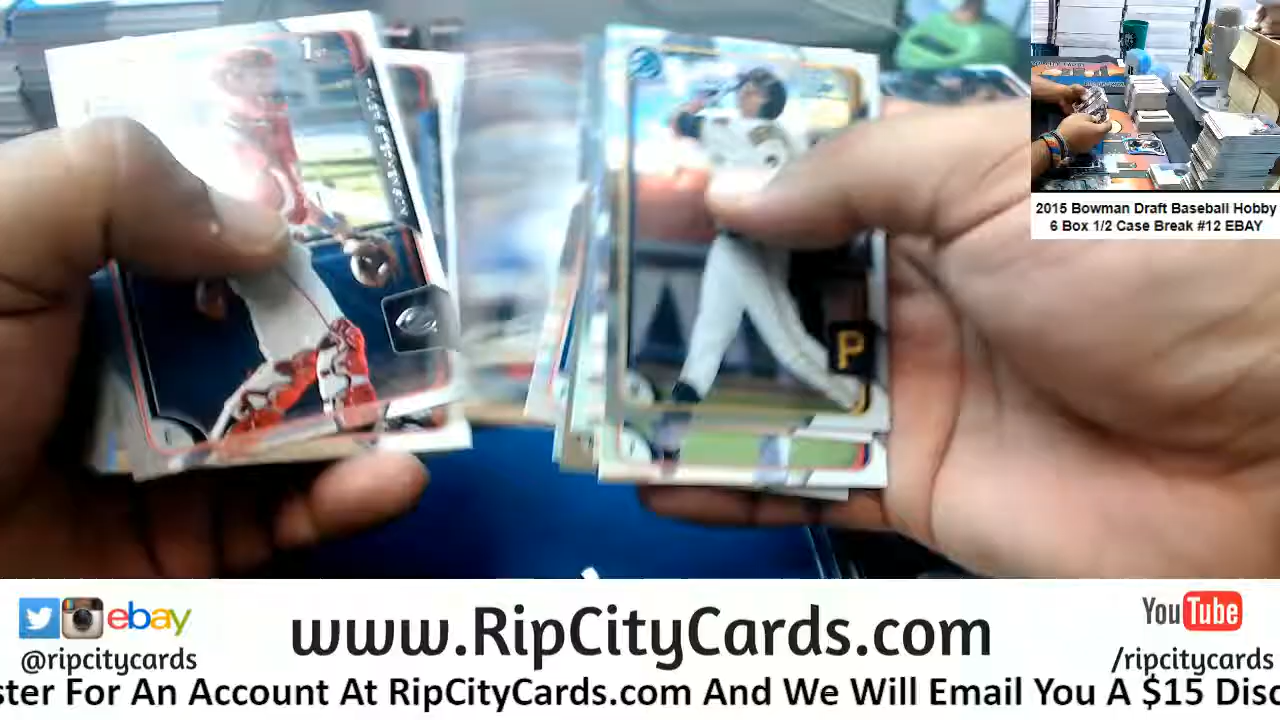 1st
P
2015 Bowman Draft Baseball Hobby
6 Box 1/2 Case Break #12 EBAY
ebay
@ripcitycards
www.RipCityCards.com
YouTube
/ripcitycards
ster For An Account At RipCityCards.com And We Will Email You A $15 Disc